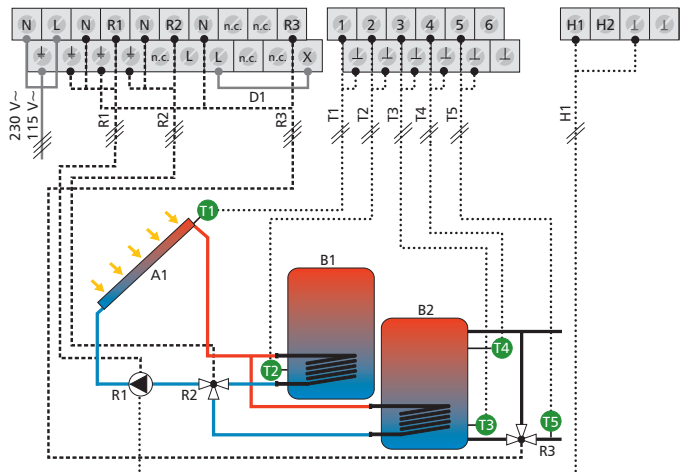 N L N R1 N R2 N n.c. n.c. R3
n.c. L L n.c. n.c. X
1 2 3 4 5 6
H1 H2
D1
230 V~
115 V~
R1
R2
R3
T1
T2
T3
T4
T5
H1
T1
A1
B1
B2
T2
T4
R1
R2
T3
T5
R3